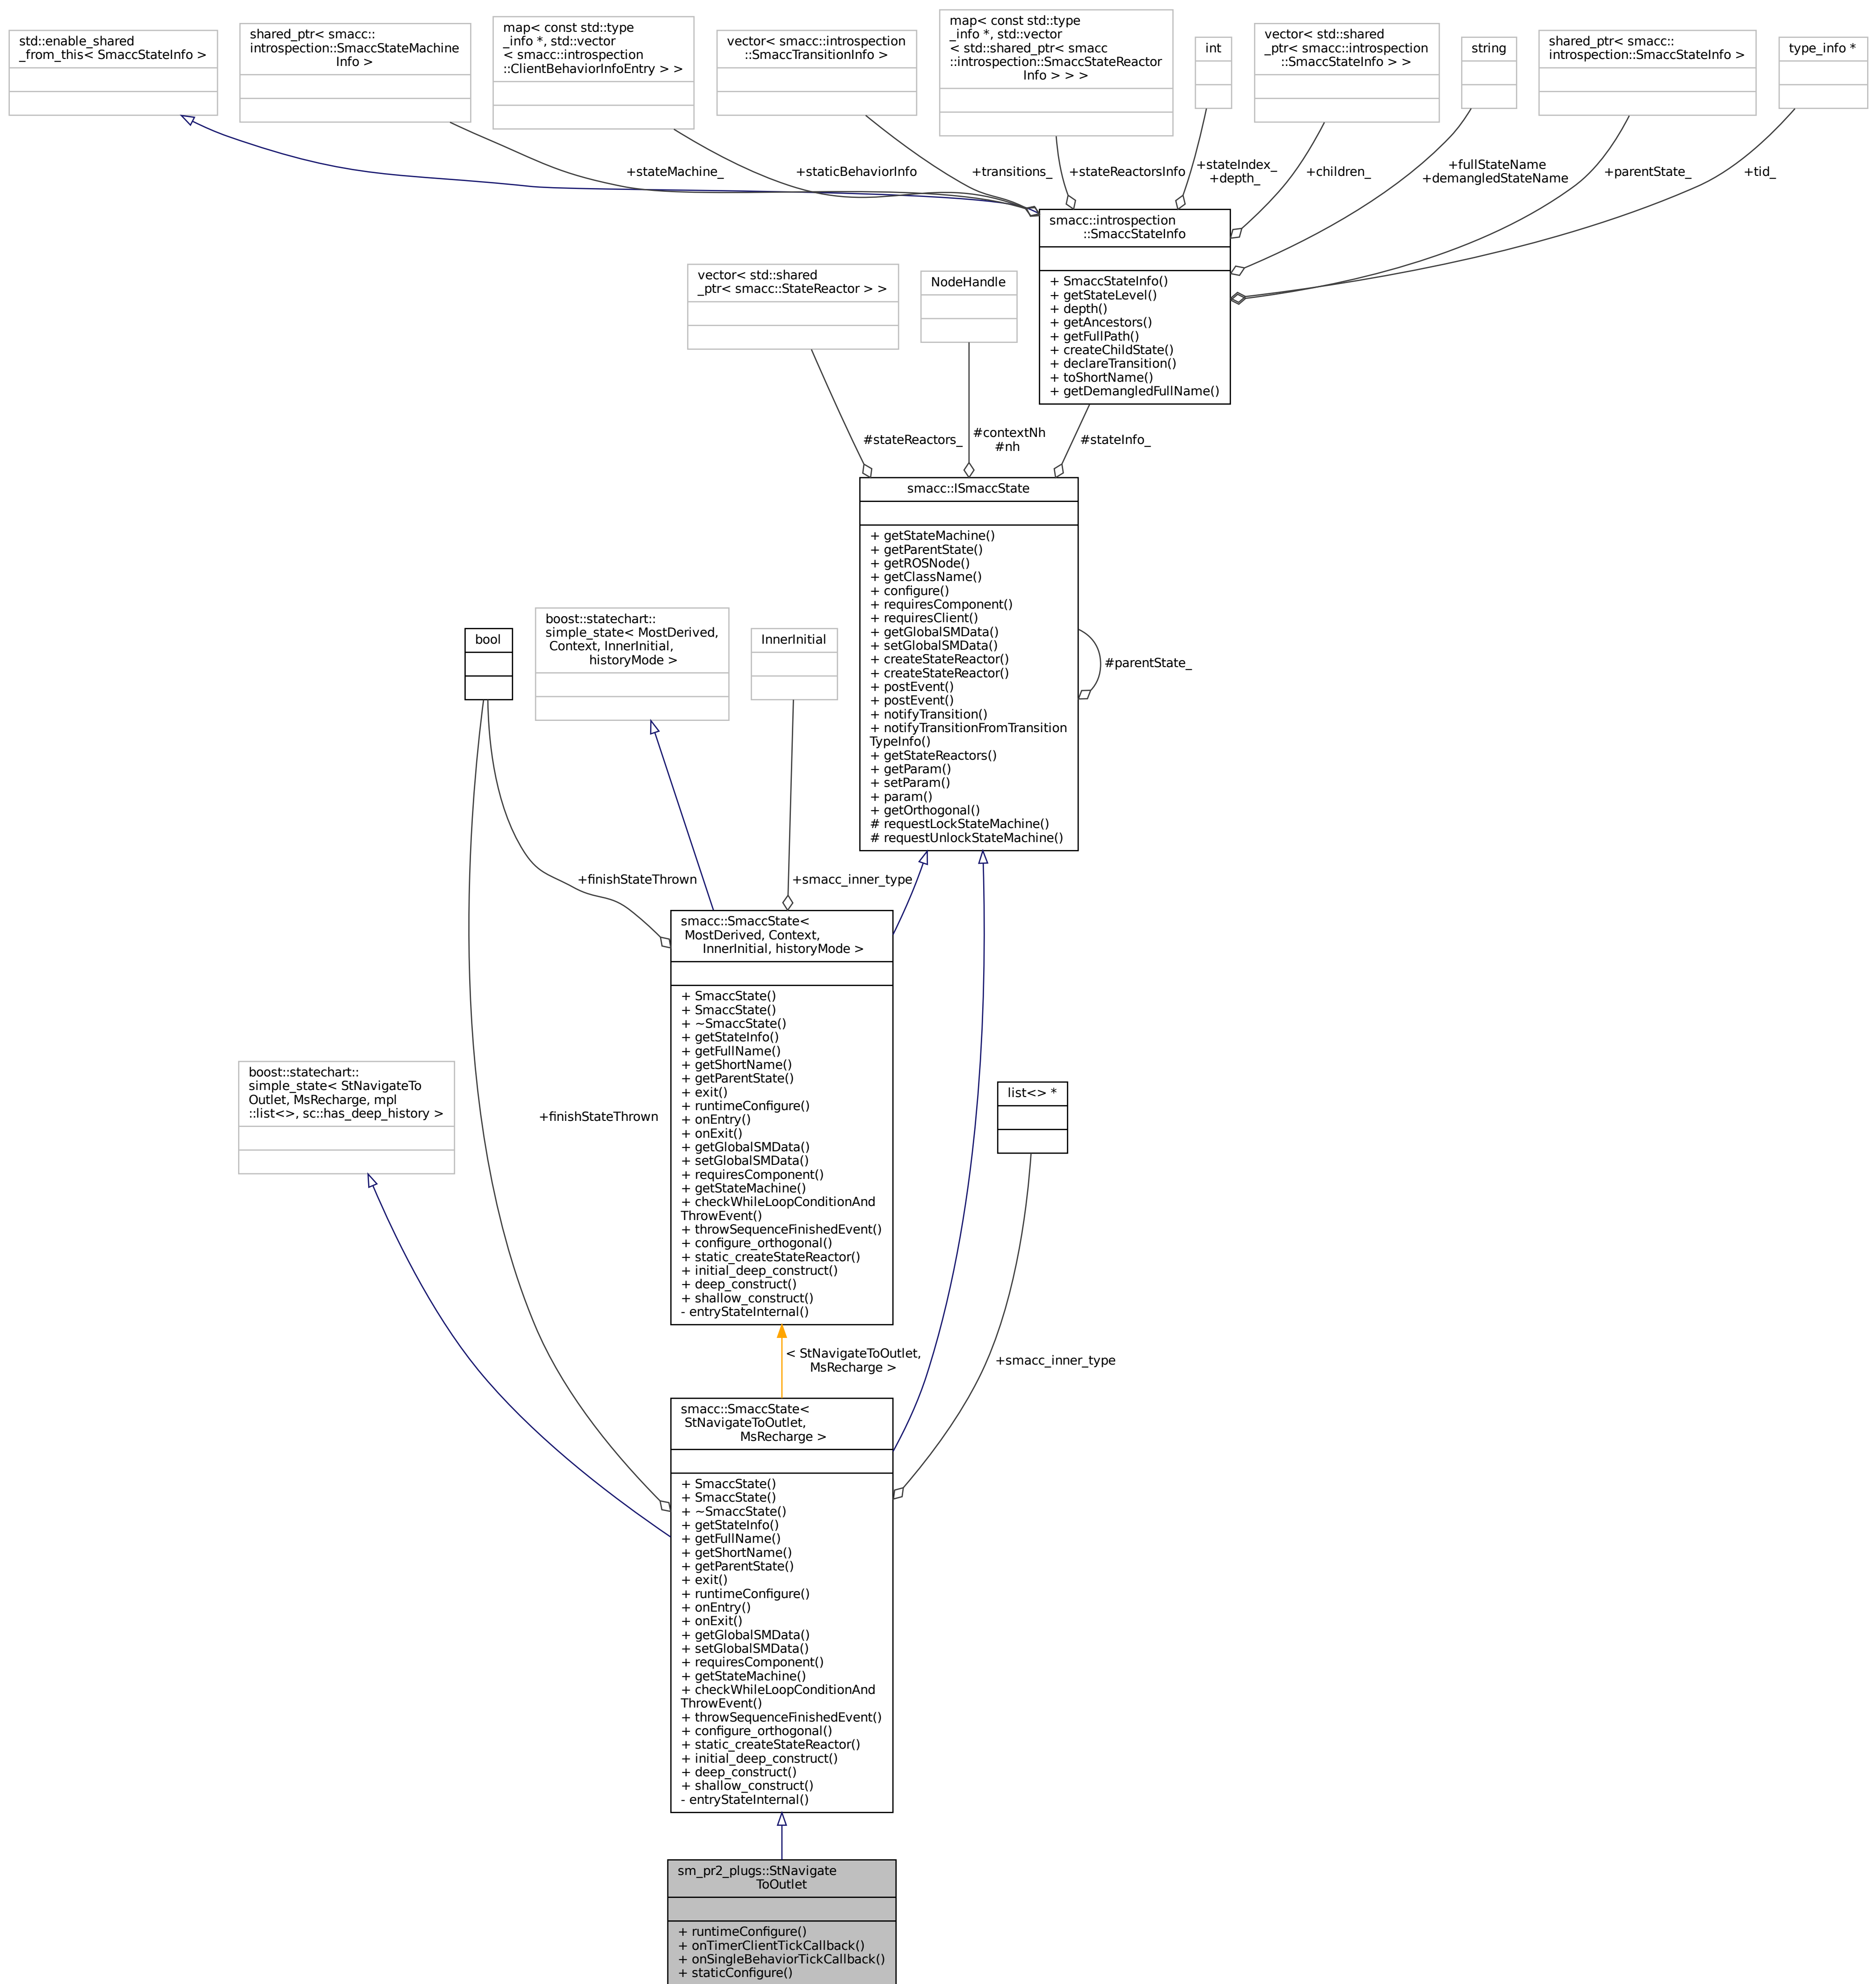 std::enable_shared
_from_this< SmaccStateInfo >
shared_ptr< smacc::
introspection::SmaccStateMachine
Info >
map< const std::type
_info *, std::vector
< smacc::introspection
::ClientBehaviorInfoEntry > >
vector< smacc::introspection
::SmaccTransitionInfo >
map< const std::type
_info *, std::vector
< std::shared_ptr< smacc
::introspection::SmaccStateReactor
Info > > >
int
vector< std::shared
_ptr< smacc::introspection
::SmaccStateInfo > >
string
shared_ptr< smacc::
introspection::SmaccStateInfo >
type_info *
+stateMachine_
+staticBehaviorInfo
+transitions_
+stateReactorsInfo
+stateIndex_
+depth_
+children_
+fullStateName
+demangledStateName
+parentState_
+tid_
smacc::introspection
::SmaccStateInfo
+ SmaccStateInfo()
+ getStateLevel()
+ depth()
+ getAncestors()
+ getFullPath()
+ createChildState()
+ declareTransition()
+ toShortName()
+ getDemangledFullName()
vector< std::shared
_ptr< smacc::StateReactor > >
NodeHandle
#stateReactors_
#contextNh
#nh
#stateInfo_
smacc::ISmaccState
+ getStateMachine()
+ getParentState()
+ getROSNode()
+ getClassName()
+ configure()
+ requiresComponent()
+ requiresClient()
+ getGlobalSMData()
+ setGlobalSMData()
+ createStateReactor()
+ createStateReactor()
+ postEvent()
+ postEvent()
+ notifyTransition()
+ notifyTransitionFromTransition
TypeInfo()
+ getStateReactors()
+ getParam()
+ setParam()
+ param()
+ getOrthogonal()
# requestLockStateMachine()
# requestUnlockStateMachine()
#parentState_
bool
boost::statechart::
simple_state< MostDerived,
Context, InnerInitial,
historyMode >
InnerInitial
+finishStateThrown
+smacc_inner_type
smacc::SmaccState<
MostDerived, Context,
InnerInitial, historyMode >
+ SmaccState()
+ SmaccState()
+ ~SmaccState()
+ getStateInfo()
+ getFullName()
+ getShortName()
+ getParentState()
+ exit()
+ runtimeConfigure()
+ onEntry()
+ onExit()
+ getGlobalSMData()
+ setGlobalSMData()
+ requiresComponent()
+ getStateMachine()
+ checkWhileLoopConditionAnd
ThrowEvent()
+ throwSequenceFinishedEvent()
+ configure_orthogonal()
+ static_createStateReactor()
+ initial_deep_construct()
+ deep_construct()
+ shallow_construct()
- entryStateInternal()
boost::statechart::
simple_state< StNavigateTo
Outlet, MsRecharge, mpl
::list<>, sc::has_deep_history >
+finishStateThrown
list<> *
< StNavigateToOutlet,
MsRecharge >
+smacc_inner_type
smacc::SmaccState<
StNavigateToOutlet,
MsRecharge >
+ SmaccState()
+ SmaccState()
+ ~SmaccState()
+ getStateInfo()
+ getFullName()
+ getShortName()
+ getParentState()
+ exit()
+ runtimeConfigure()
+ onEntry()
+ onExit()
+ getGlobalSMData()
+ setGlobalSMData()
+ requiresComponent()
+ getStateMachine()
+ checkWhileLoopConditionAnd
ThrowEvent()
+ throwSequenceFinishedEvent()
+ configure_orthogonal()
+ static_createStateReactor()
+ initial_deep_construct()
+ deep_construct()
+ shallow_construct()
- entryStateInternal()
sm_pr2_plugs::StNavigate
ToOutlet
+ runtimeConfigure()
+ onTimerClientTickCallback()
+ onSingleBehaviorTickCallback()
+ staticConfigure()